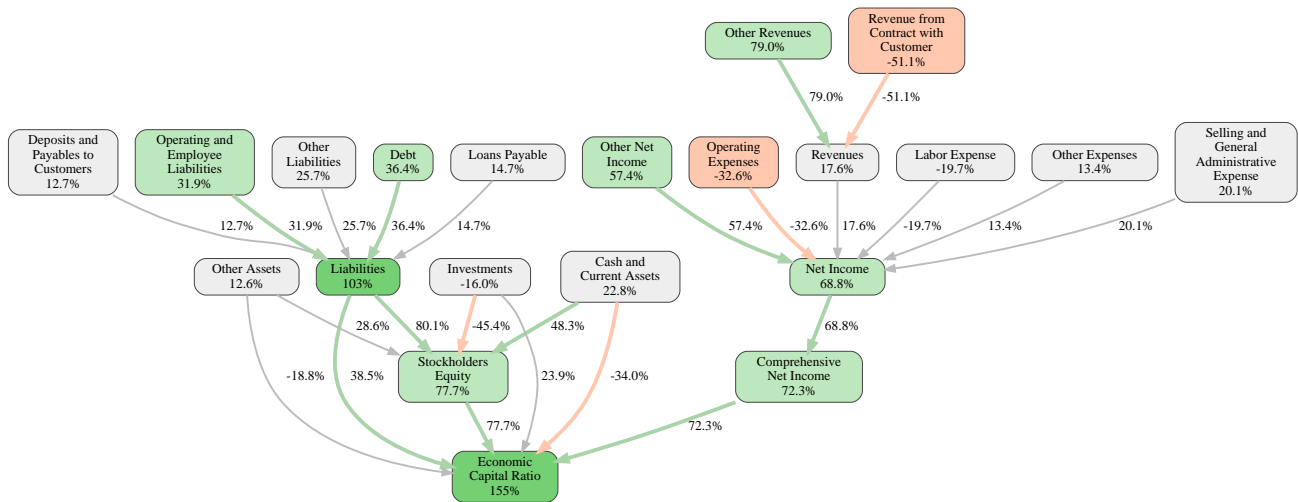 Other Revenues
79.0%
Revenue from
Contract with
Customer
-51.1%
79.0%
-51.1%
Deposits and
Payables to
Customers
12.7%
Operating and
Employee
Liabilities
31.9%
Other
Liabilities
25.7%
Debt
36.4%
Loans Payable
14.7%
Other Net
Income
57.4%
Operating
Expenses
-32.6%
Revenues
17.6%
Labor Expense
-19.7%
Other Expenses
13.4%
Selling and
General
Administrative
Expense
20.1%
12.7%
31.9%
25.7%
36.4%
14.7%
57.4%
-32.6%
17.6%
-19.7%
13.4%
20.1%
Other Assets
12.6%
Liabilities
103%
Investments
-16.0%
Cash and
Current Assets
22.8%
Net Income
68.8%
28.6%
80.1%
-45.4%
48.3%
68.8%
Stockholders
Equity
77.7%
Comprehensive
Net Income
72.3%
-18.8%
38.5%
23.9%
-34.0%
77.7%
72.3%
Economic
Capital Ratio
155%